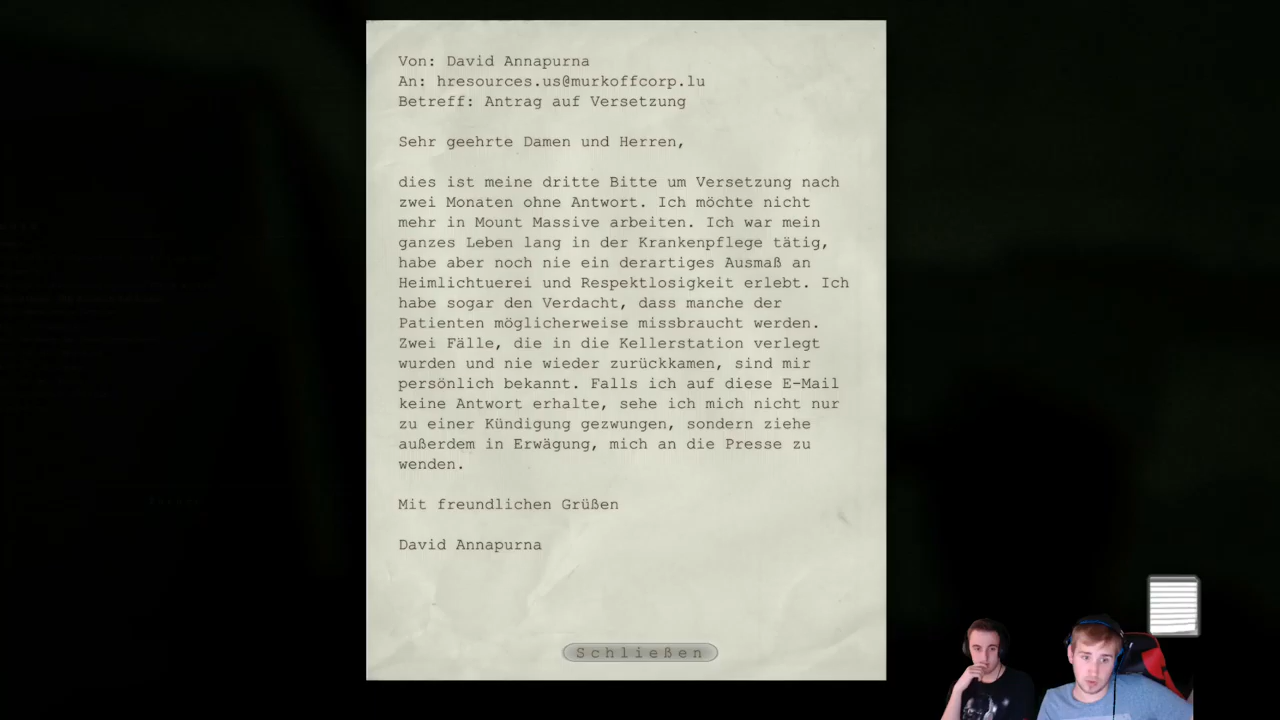 Von: David Annapurna
An: hresources.us@murkoffcorp.lu
Betreff: Antrag auf Versetzung
Sehr geehrte Damen und Herren,
dies ist meine dritte Bitte um Versetzung nach
zwei Monaten ohne Antwort. Ich möchte nicht
mehr in Mount Massive arbeiten. Ich war mein
ganzes Leben lang in der Krankenpflege tätig,
habe aber noch nie ein derartiges Ausmaß an
Heimlichtuerei und Respektlosigkeit erlebt. Ich
habe sogar den Verdacht, dass manche der
Patienten möglicherweise missbraucht werden.
Zwei Fälle, die in die Kellerstation verlegt
wurden und nie wieder zurückkamen, sind mir
persönlich bekannt. Falls ich auf diese E-Mail
keine Antwort erhalte, sehe ich mich nicht nur
zu einer Kündigung gezwungen, sondern ziehe
außerdem in Erwägung, mich an die Presse zu
wenden.
Mit freundlichen Grüßen
David Annapurna
Schließen